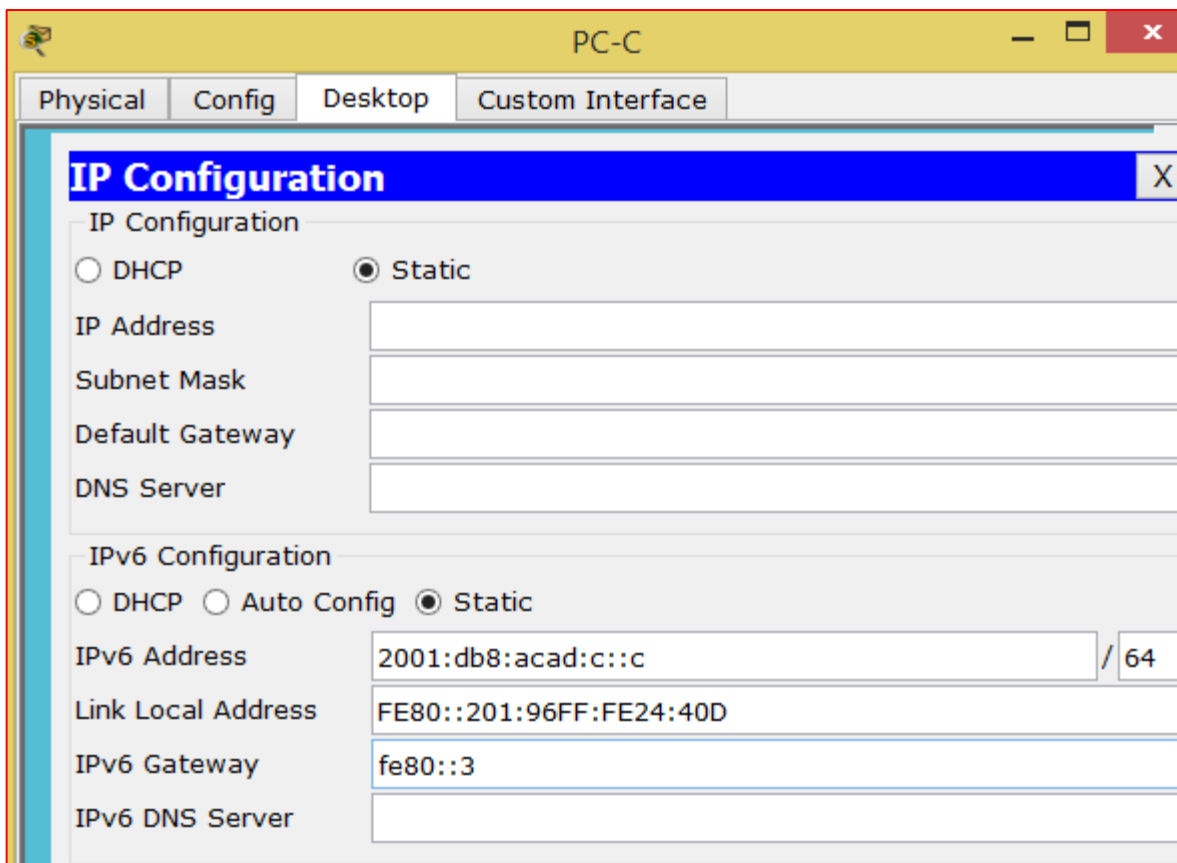 PC-C
Physical Config Desktop Custom Interface
IP Configuration X
IP Configuration
DHCP Static
IP Address
Subnet Mask
Default Gateway
DNS Server
IPv6 Configuration
DHCP Auto Config Static
IPv6 Address 2001:db8:acad:c::c / 64
Link Local Address FE80::201:96FF:FE24:40D
IPv6 Gateway fe80::3
IPv6 DNS Server